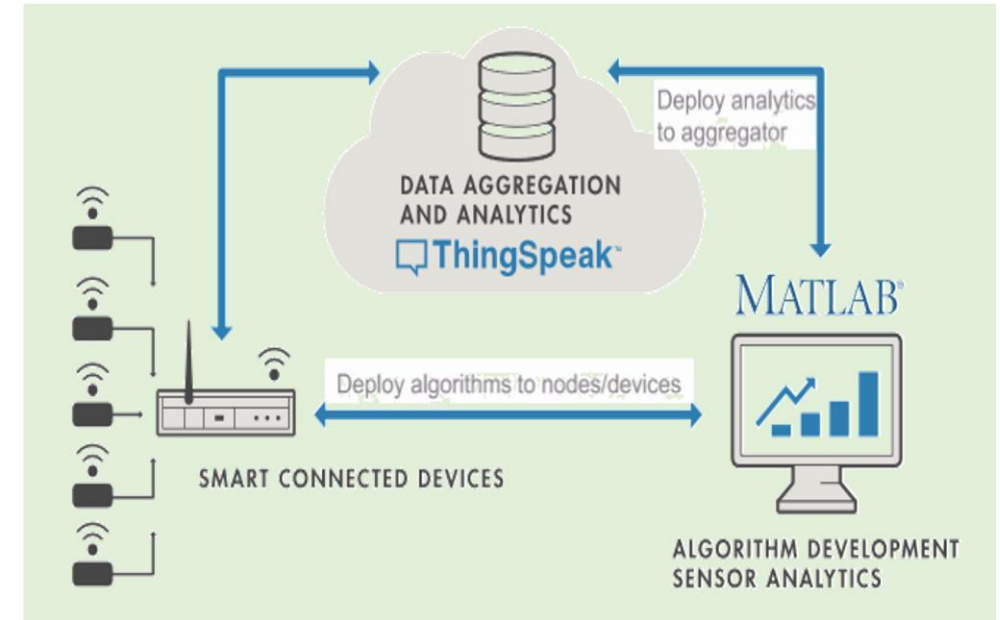 Deploy analytics
to aggregator
DATA AGGREGATION
AND ANALYTICS
ThingSpeak™
MATLAB®
Deploy algorithms to nodes/devices
SMART CONNECTED DEVICES
ALGORITHM DEVELOPMENT
SENSOR ANALYTICS